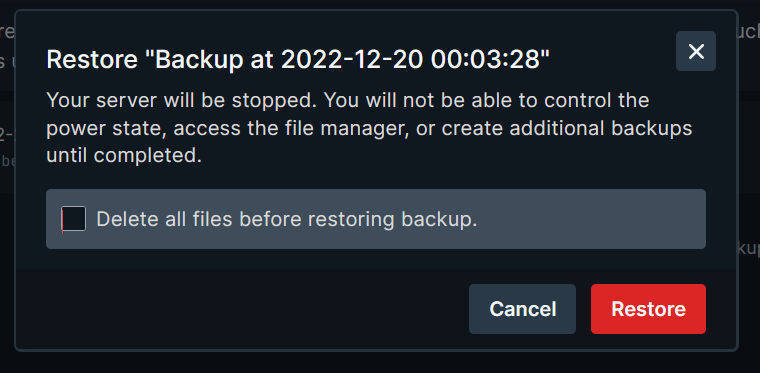 Restore "Backup at 2022-12-20 00:03:28"
Your server will be stopped. You will not be able to control the
power state, access the file manager, or create additional backups
until completed.
Delete all files before restoring backup.
Cancel
Restore